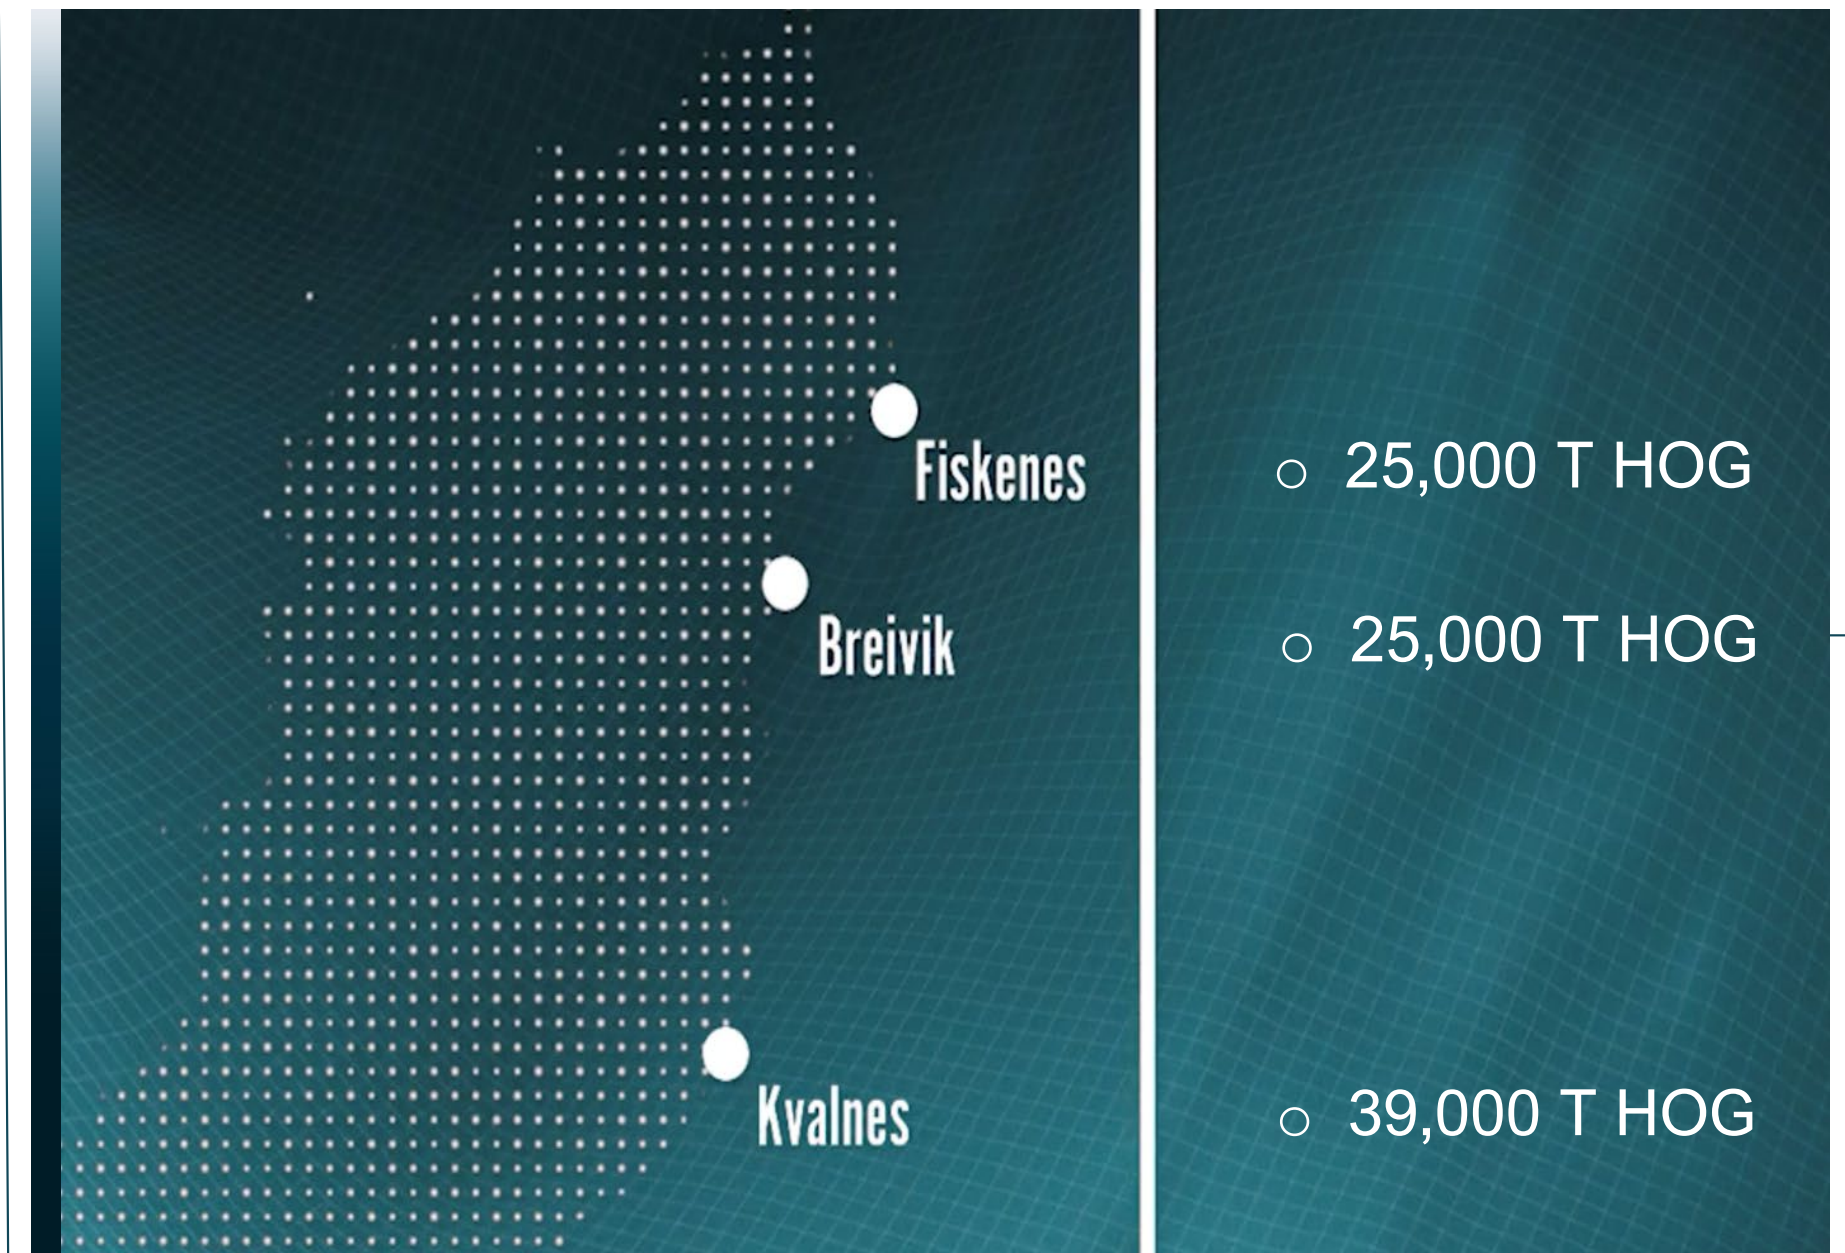 Fiskenes
○ 25,000 T HOG
Breivik
○ 25,000 T HOG
Kvalnes
○ 39,000 T HOG